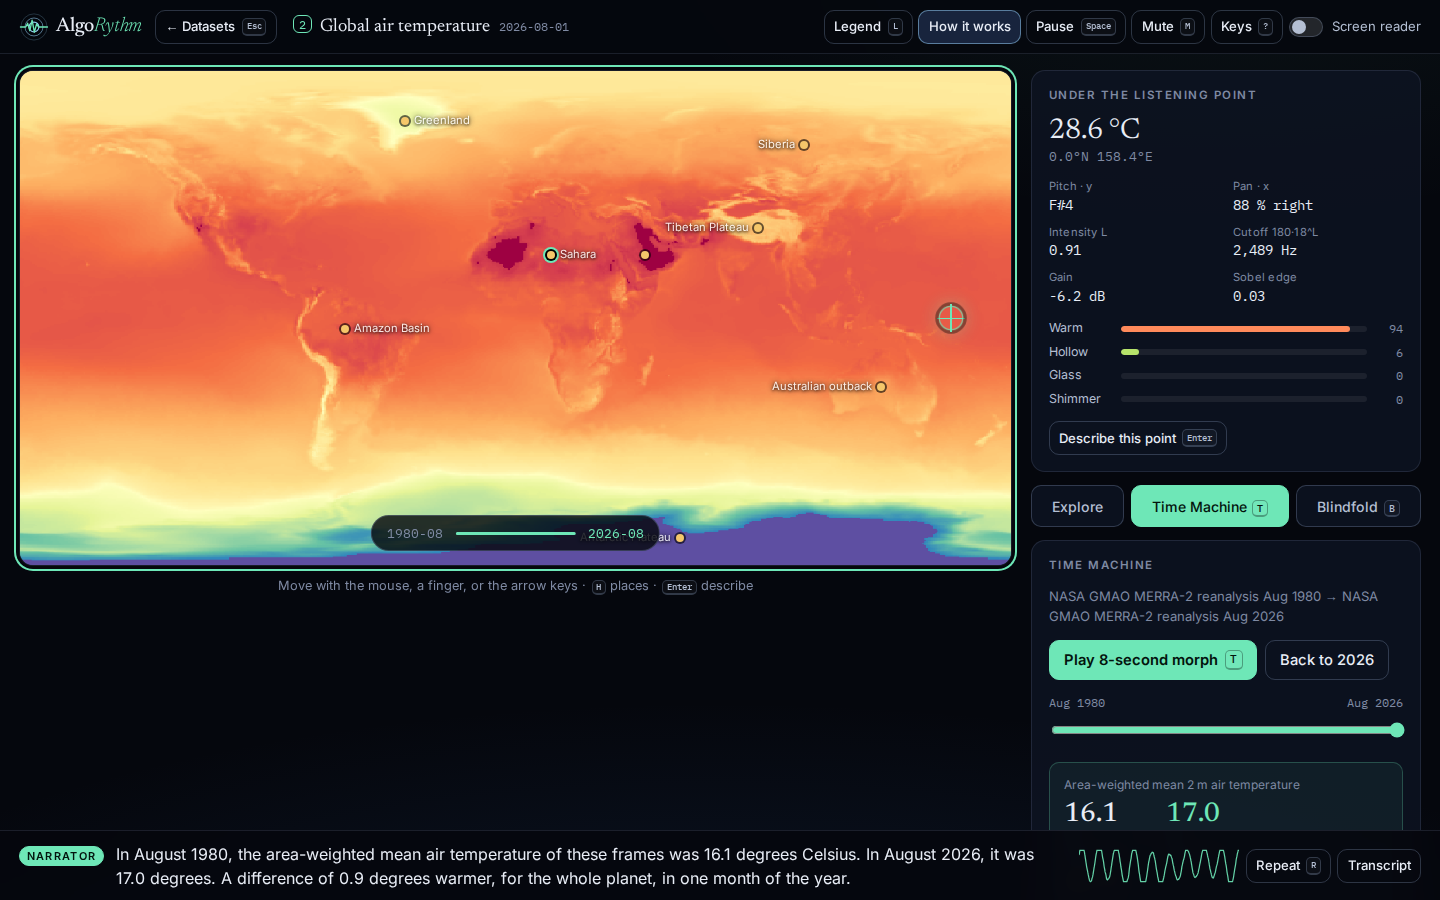 AlgoRythm
← Datasets Esc
2 Global air temperature 2026-08-01
Legend L
How it works
Pause Space
Mute M
Keys ?
Screen reader
Greenland
Siberia
Tibetan Plateau
Sahara
Amazon Basin
Australian outback
1980-08 2026-08
Move with the mouse, a finger, or the arrow keys · H places · Enter describe
UNDER THE LISTENING POINT
28.6 °C
0.0°N 158.4°E
Pitch · y Pan · x
F#4 88 % right
Intensity L Cutoff 180·18^L
0.91 2,489 Hz
Gain Sobel edge
-6.2 dB 0.03
Warm 94
Hollow 6
Glass 0
Shimmer 0
Describe this point Enter
Explore
Time Machine T
Blindfold B
TIME MACHINE
NASA GMAO MERRA-2 reanalysis Aug 1980 → NASA
GMAO MERRA-2 reanalysis Aug 2026
Play 8-second morph T
Back to 2026
Aug 1980 Aug 2026
Area-weighted mean 2 m air temperature
16.1 17.0
NARRATOR
In August 1980, the area-weighted mean air temperature of these frames was 16.1 degrees Celsius. In August 2026, it was
17.0 degrees. A difference of 0.9 degrees warmer, for the whole planet, in one month of the year.
Repeat R
Transcript